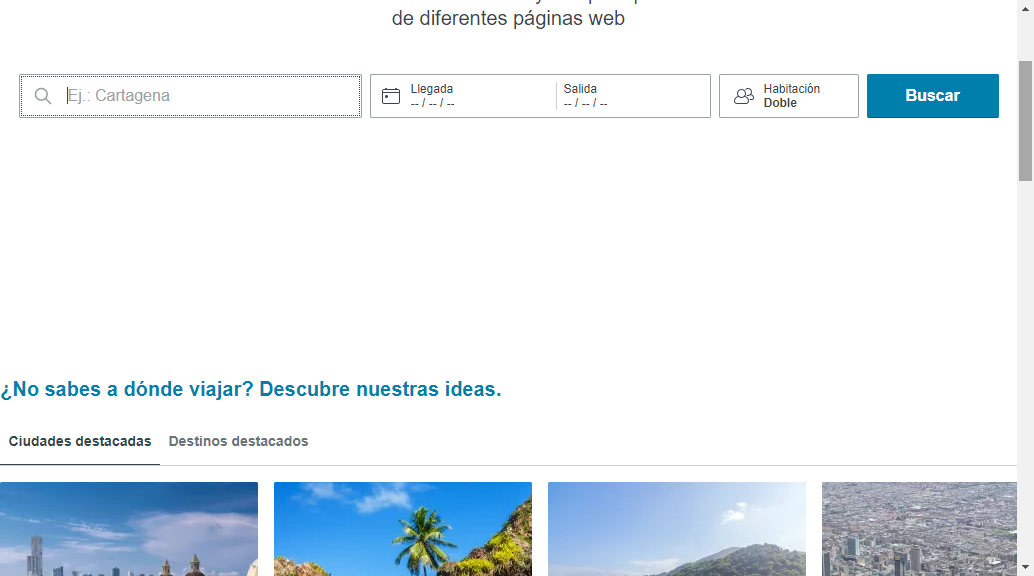 de diferentes páginas web
Ej.: Cartagena
Llegada
-- / -- / --
Salida
-- / -- / --
Habitación
Doble
Buscar
¿No sabes a dónde viajar? Descubre nuestras ideas.
Ciudades destacadas
Destinos destacados